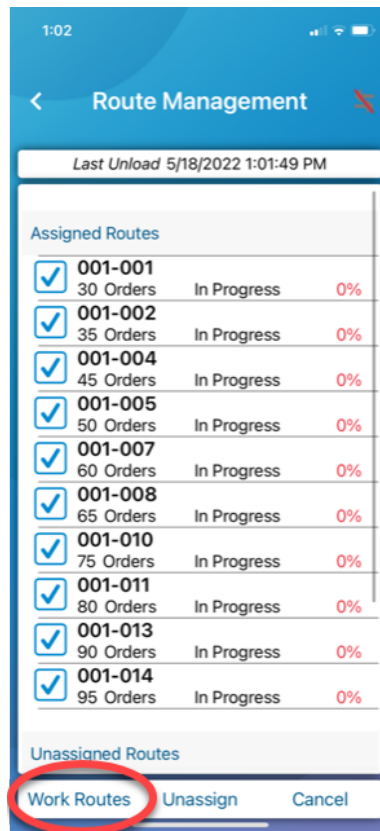 1:02
Route Management
Last Unload 5/18/2022 1:01:49 PM
Assigned Routes
001-001
30 Orders In Progress 0%
001-002
35 Orders In Progress 0%
001-004
45 Orders In Progress 0%
001-005
50 Orders In Progress 0%
001-007
60 Orders In Progress 0%
001-008
65 Orders In Progress 0%
001-010
75 Orders In Progress 0%
001-011
80 Orders In Progress 0%
001-013
90 Orders In Progress 0%
001-014
95 Orders In Progress 0%
Unassigned Routes
Work Routes Unassign Cancel